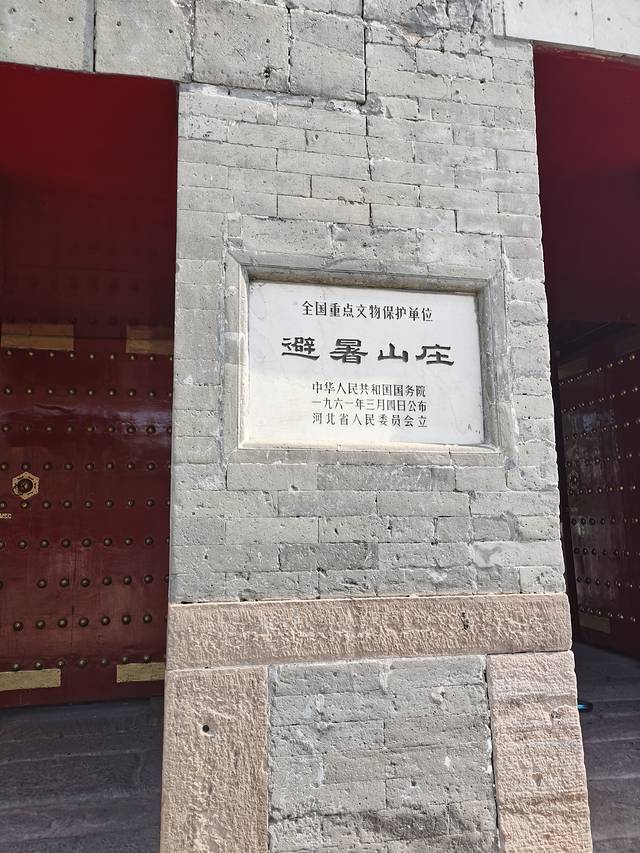 全国重点文物保护单位
避暑山庄
中华人民共和国国务院
一九六一年三月四日公布
河北省人民委员会立